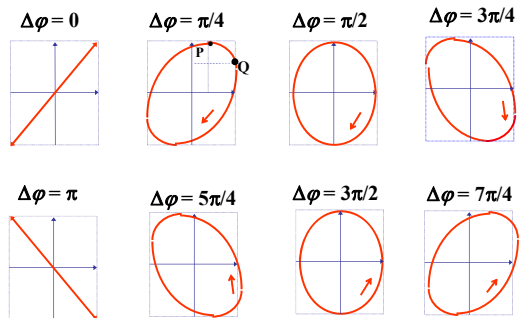 Δφ = 0
Δφ = π/4
Δφ = π/2
Δφ = 3π/4
P
Q
Δφ = π
Δφ = 5π/4
Δφ = 3π/2
Δφ = 7π/4